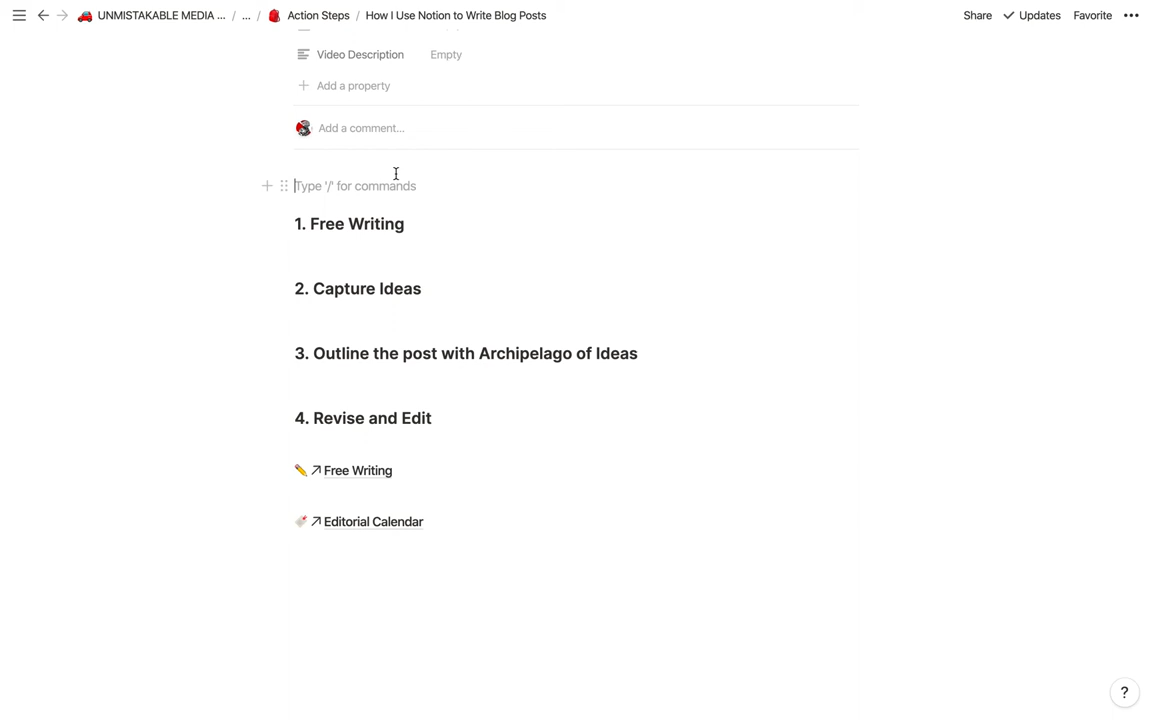 UNMISTAKABLE MEDIA ... / ... / Action Steps / How I Use Notion to Write Blog Posts
Share Updates Favorite •••
Video Description Empty
Add a property
Add a comment...
Type '/' for commands
1. Free Writing
2. Capture Ideas
3. Outline the post with Archipelago of Ideas
4. Revise and Edit
Free Writing
Editorial Calendar
?